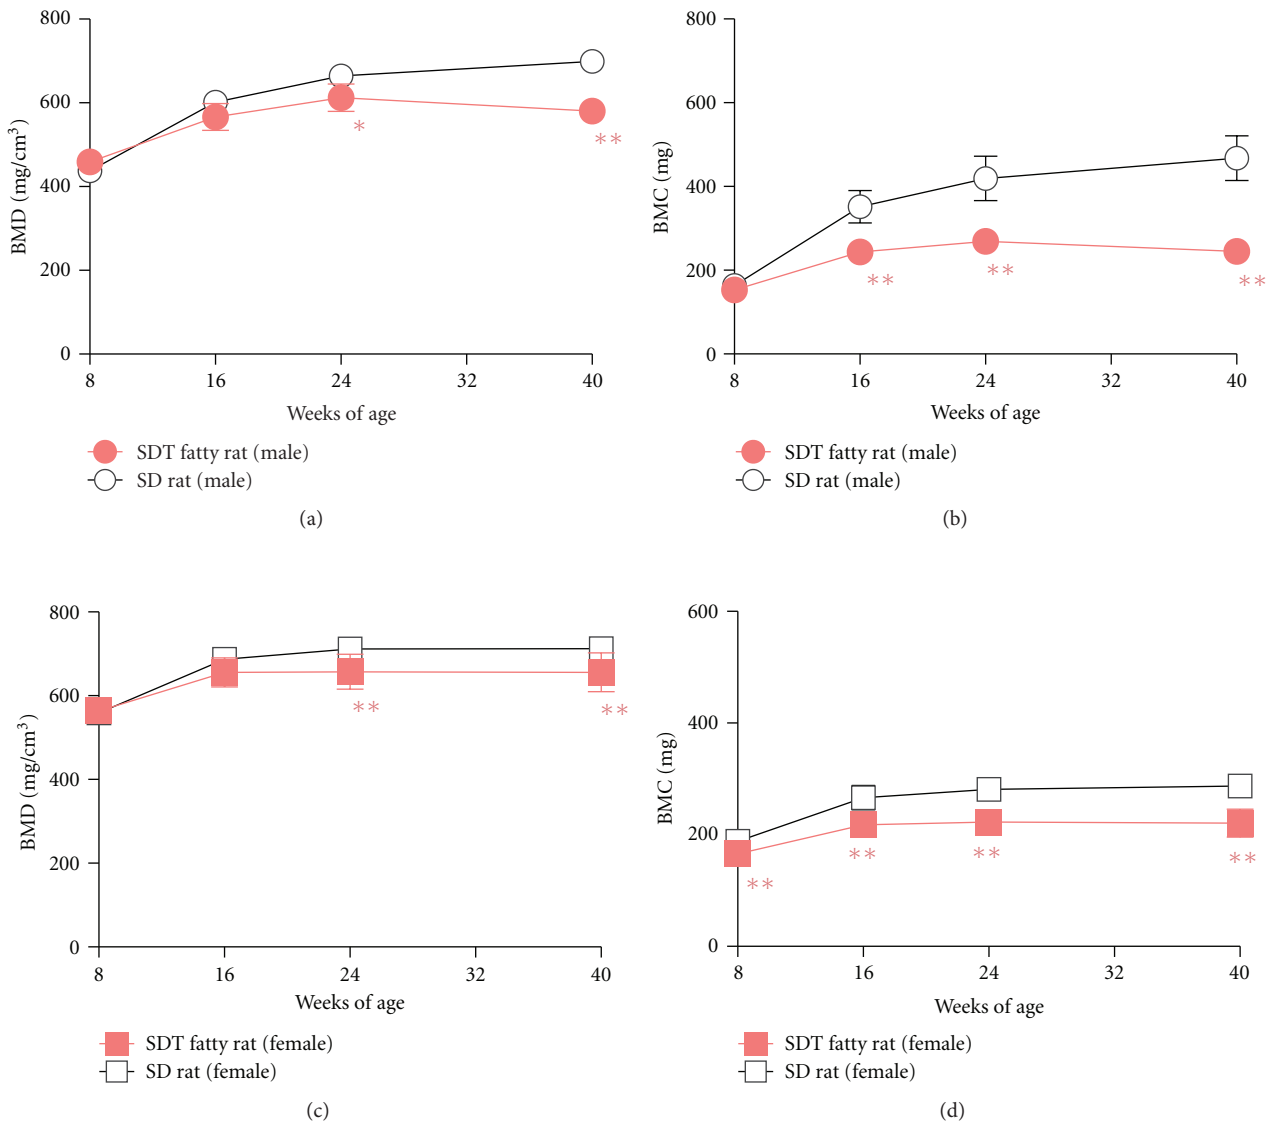 800
600
400
200
0
BMD (mg/cm³)
**
*
8 16 24 32 40
Weeks of age
SDT fatty rat (male)
SD rat (male)
(a)
800
600
400
200
0
BMC (mg)
** ** **
8 16 24 32 40
Weeks of age
SDT fatty rat (male)
SD rat (male)
(b)
800
600
400
200
0
BMD (mg/cm³)
** **
8 16 24 32 40
Weeks of age
SDT fatty rat (female)
SD rat (female)
(c)
600
400
200
0
BMC (mg)
** ** ** **
8 16 24 32 40
Weeks of age
SDT fatty rat (female)
SD rat (female)
(d)